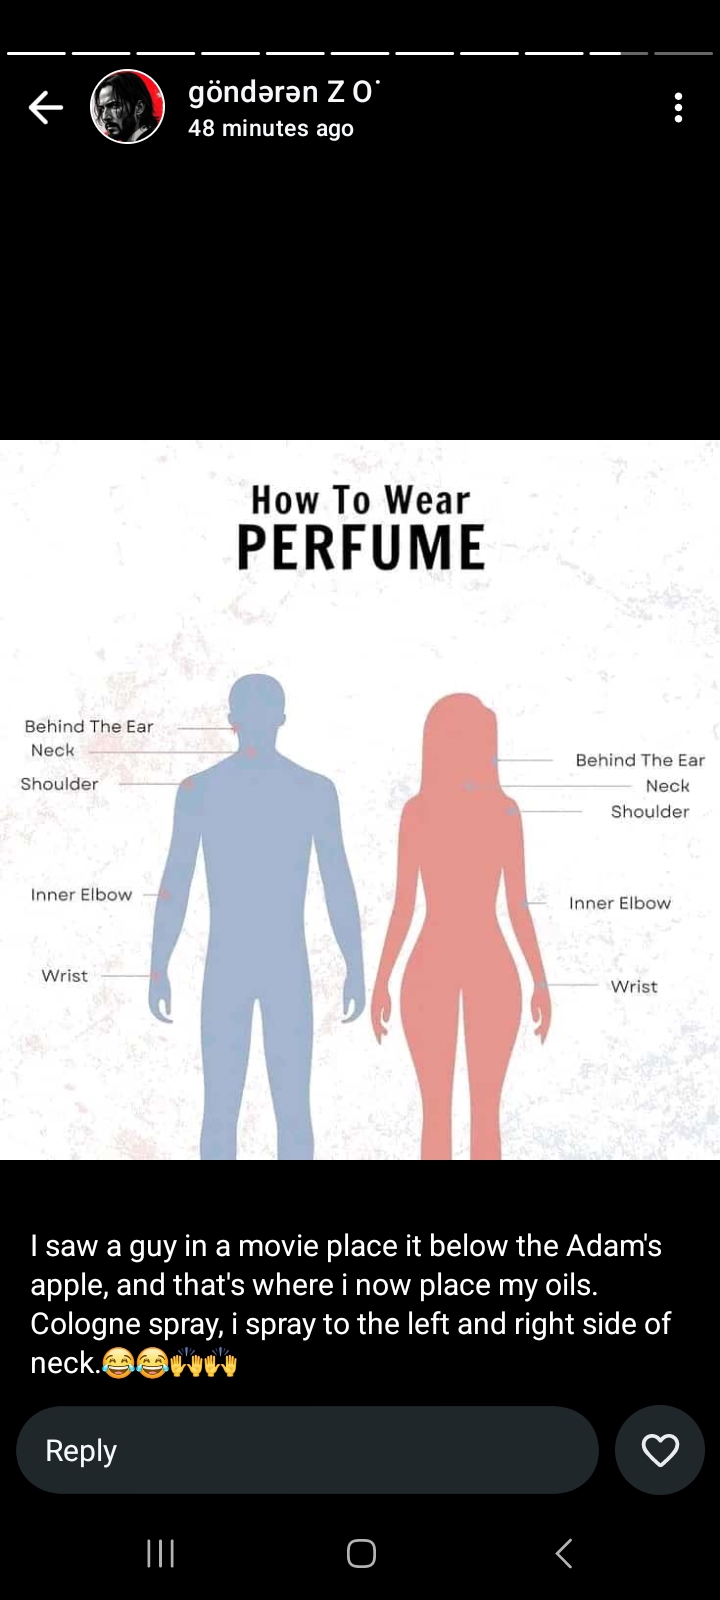 göndərən Z O˙
48 minutes ago
How To Wear
PERFUME
Behind The Ear
Neck
Shoulder
Inner Elbow
Wrist
Behind The Ear
Neck
Shoulder
Inner Elbow
Wrist
I saw a guy in a movie place it below the Adam's
apple, and that's where i now place my oils.
Cologne spray, i spray to the left and right side of
neck.😂😂🙌🙌
Reply